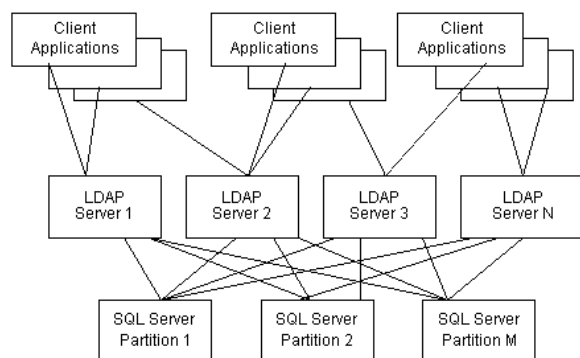 Client
Applications
Client
Applications
Client
Applications
LDAP
Server 1
LDAP
Server 2
LDAP
Server 3
LDAP
Server N
SQL Server
Partition 1
SQL Server
Partition 2
SQL Server
Partition M